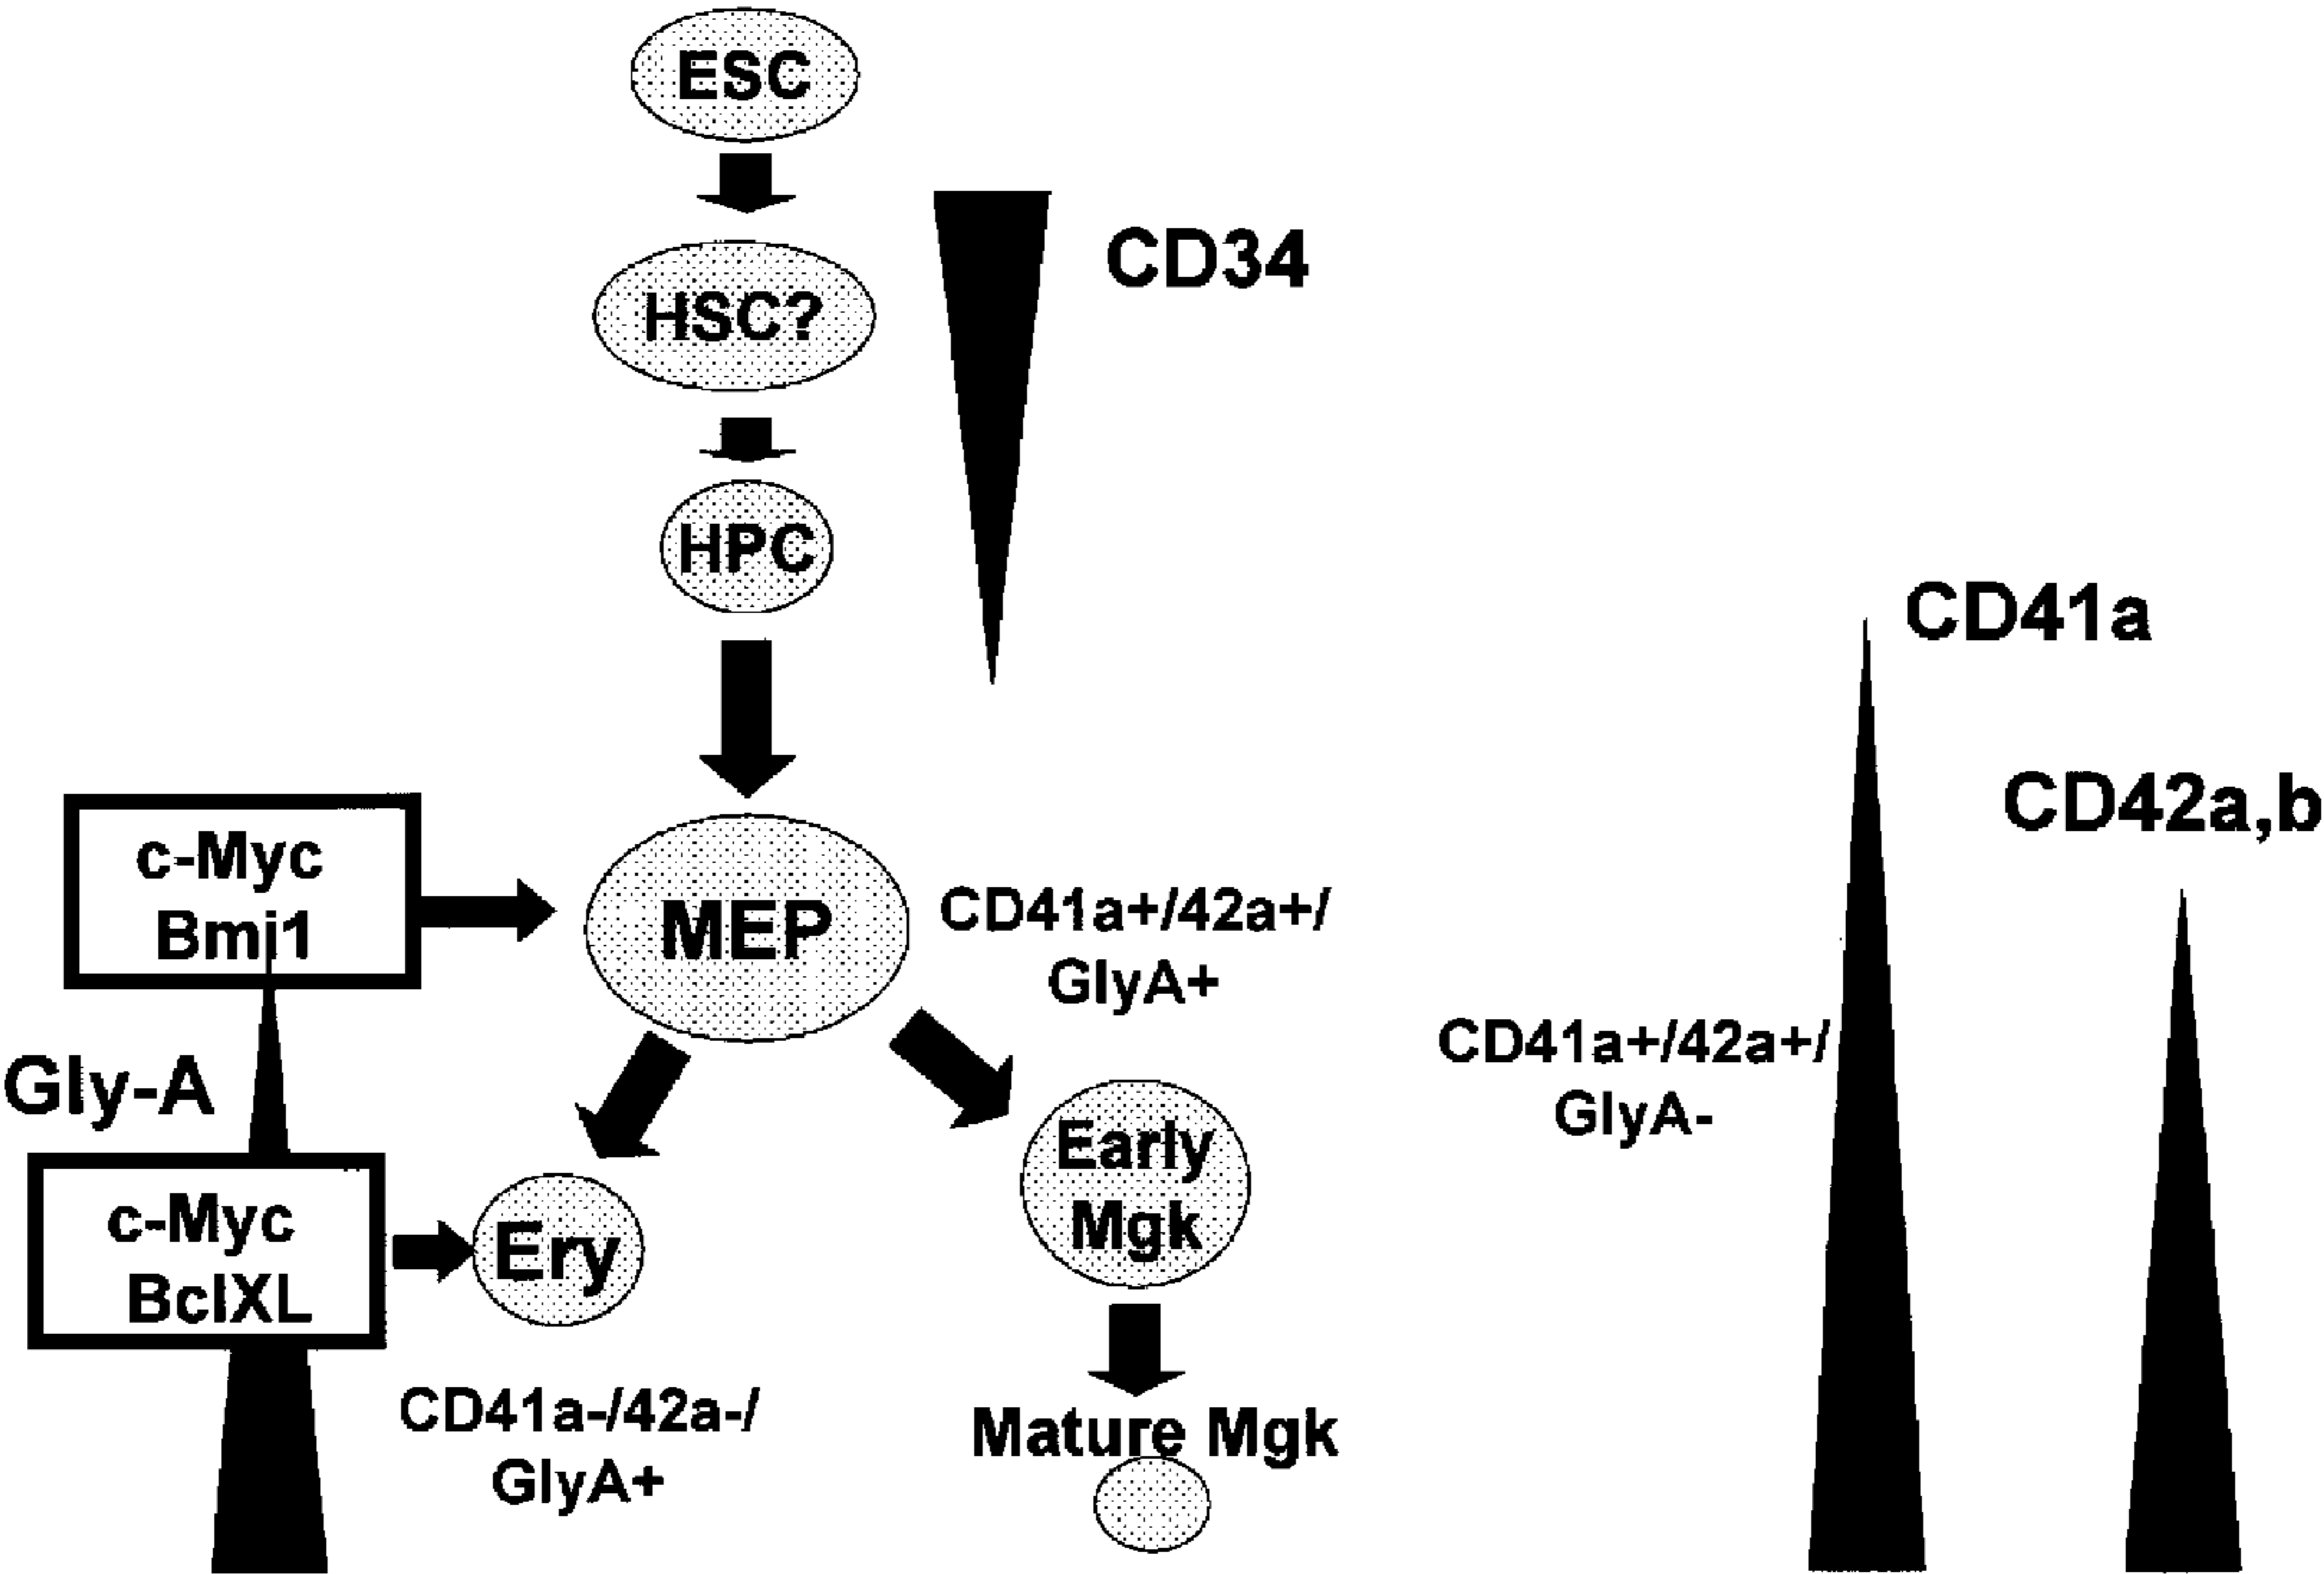 ESC
CD34
HSC?
HPC
CD41a
CD42a,b
c-Myc
Bmi1
MEP
CD41a+/42a+/
GlyA+
CD41a+/42a+/
GlyA-
Gly-A
Early
Mgk
c-Myc
BclXL
Ery
CD41a-/42a-/
GlyA+
Mature Mgk